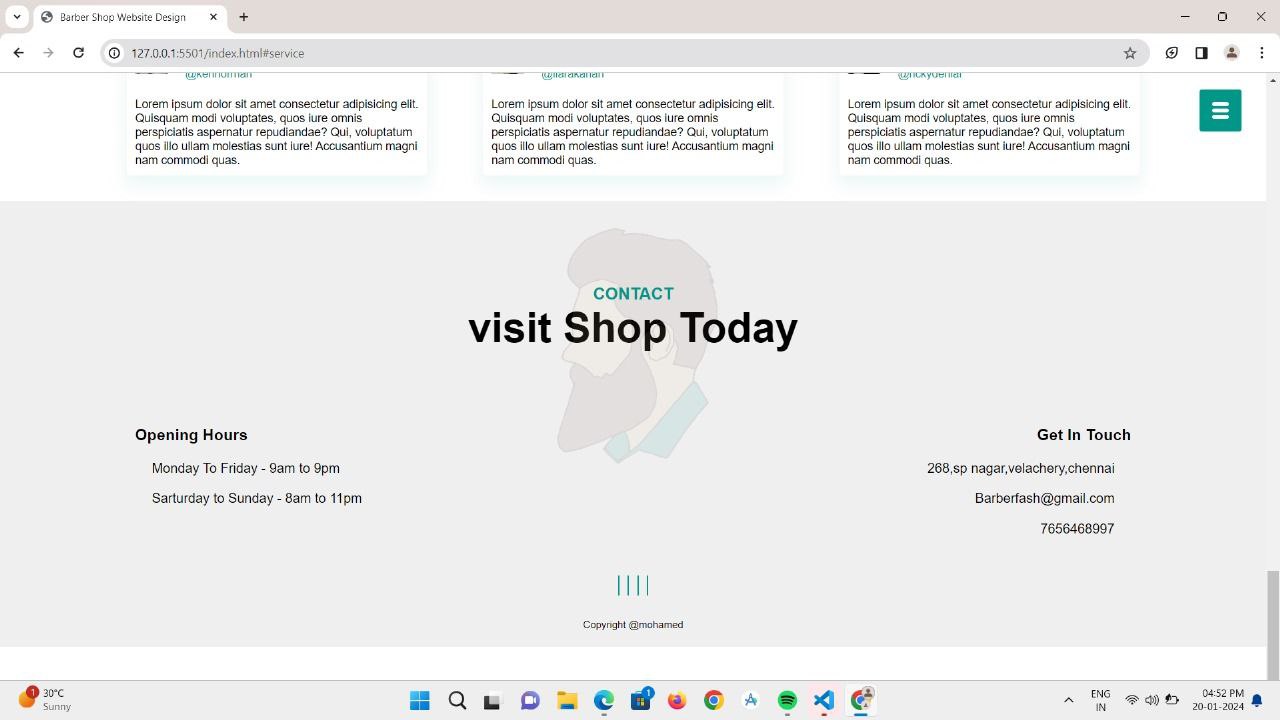 Barber Shop Website Design
127.0.0.1:5501/index.html#service
@kennorman
@liarakahan
@rickydenial
Lorem ipsum dolor sit amet consectetur adipisicing elit.
Quisquam modi voluptates, quos iure omnis
perspiciatis aspernatur repudiandae? Qui, voluptatum
quos illo ullam molestias sunt iure! Accusantium magni
nam commodi quas.
Lorem ipsum dolor sit amet consectetur adipisicing elit.
Quisquam modi voluptates, quos iure omnis
perspiciatis aspernatur repudiandae? Qui, voluptatum
quos illo ullam molestias sunt iure! Accusantium magni
nam commodi quas.
Lorem ipsum dolor sit amet consectetur adipisicing elit.
Quisquam modi voluptates, quos iure omnis
perspiciatis aspernatur repudiandae? Qui, voluptatum
quos illo ullam molestias sunt iure! Accusantium magni
nam commodi quas.
CONTACT
visit Shop Today
Opening Hours
Monday To Friday - 9am to 9pm
Sarturday to Sunday - 8am to 11pm
Get In Touch
268,sp nagar,velachery,chennai
Barberfash@gmail.com
7656468997
Copyright @mohamed
1
30°C
Sunny
1
ENG
IN
04:52 PM
20-01-2024